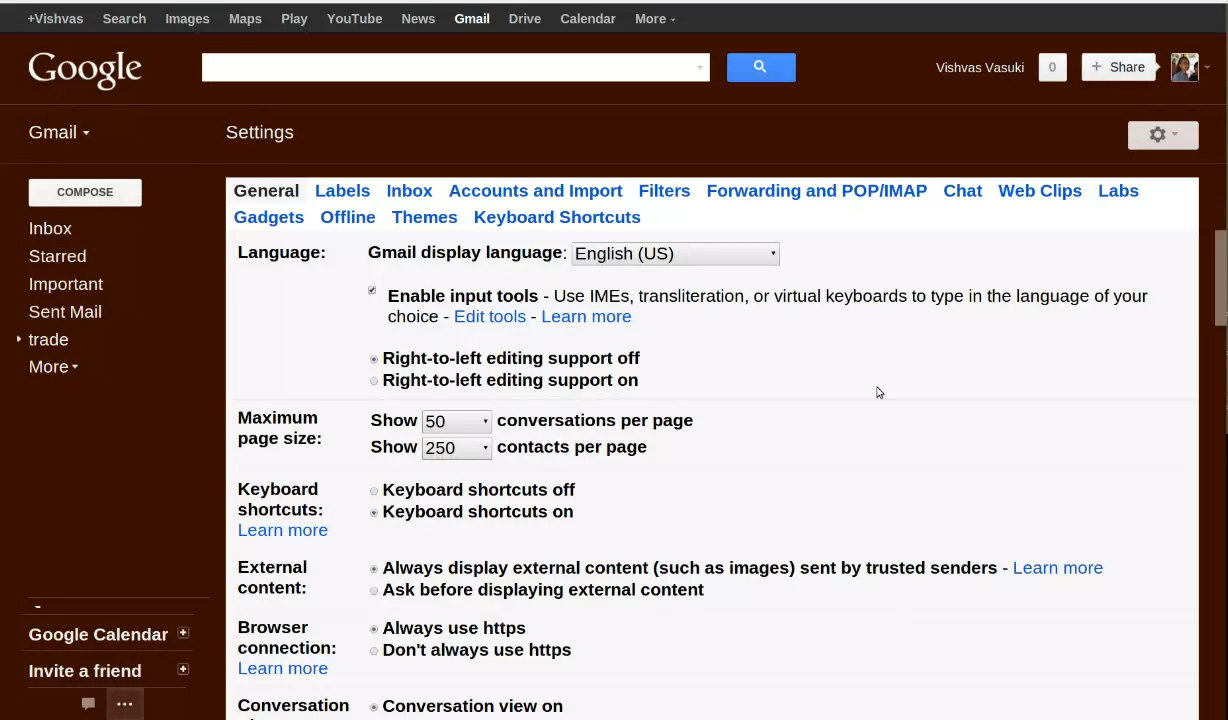 +Vishvas Search Images Maps Play YouTube News Gmail Drive Calendar More
Google
Vishvas Vasuki 0 + Share
Gmail Settings
COMPOSE
Inbox
Starred
Important
Sent Mail
trade
More
General Labels Inbox Accounts and Import Filters Forwarding and POP/IMAP Chat Web Clips Labs
Gadgets Offline Themes Keyboard Shortcuts
Language: Gmail display language: English (US)
Enable input tools - Use IMEs, transliteration, or virtual keyboards to type in the language of your
choice - Edit tools - Learn more
Right-to-left editing support off
Right-to-left editing support on
Maximum
page size:
Show 50 conversations per page
Show 250 contacts per page
Keyboard
shortcuts:
Learn more
Keyboard shortcuts off
Keyboard shortcuts on
External
content:
Always display external content (such as images) sent by trusted senders - Learn more
Ask before displaying external content
Browser
connection:
Learn more
Always use https
Don't always use https
Conversation
Conversation view on
-
Google Calendar
Invite a friend